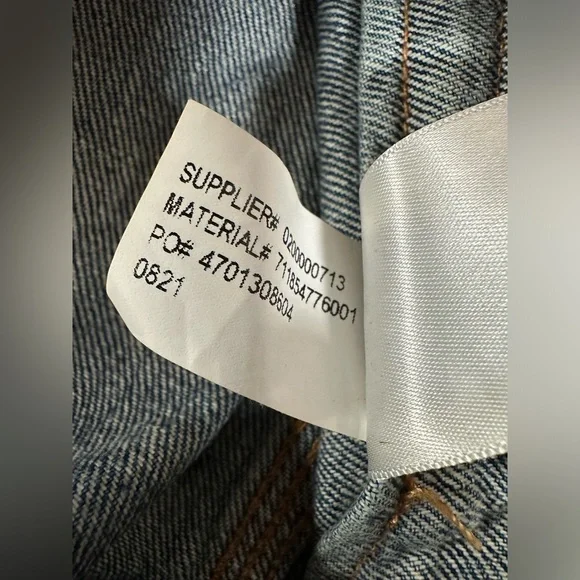 SUPPLIER# 0200000713
MATERIAL# 711854776001
PO# 4701308604
0821